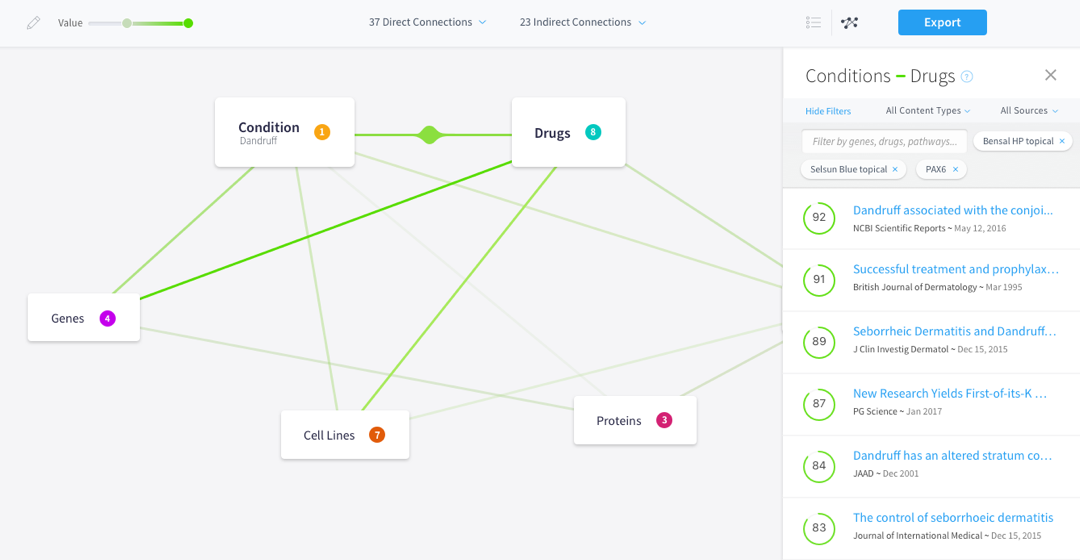 Value
37 Direct Connections
23 Indirect Connections
Export
Condition 1
Dandruff
Drugs 8
Genes 4
Cell Lines 7
Proteins 3
Conditions – Drugs ?
Hide Filters
All Content Types
All Sources
Filter by genes, drugs, pathways...
Bensal HP topical ×
Selsun Blue topical ×
PAX6 ×
92
Dandruff associated with the conjoi...
NCBI Scientific Reports ~ May 12, 2016
91
Successful treatment and prophylax...
British Journal of Dermatology ~ Mar 1995
89
Seborrheic Dermatitis and Dandruff...
J Clin Investig Dermatol ~ Dec 15, 2015
87
New Research Yields First-of-its-K ...
PG Science ~ Jan 2017
84
Dandruff has an altered stratum co...
JAAD ~ Dec 2001
83
The control of seborrhoeic dermatitis
Journal of International Medical ~ Dec 15, 2015